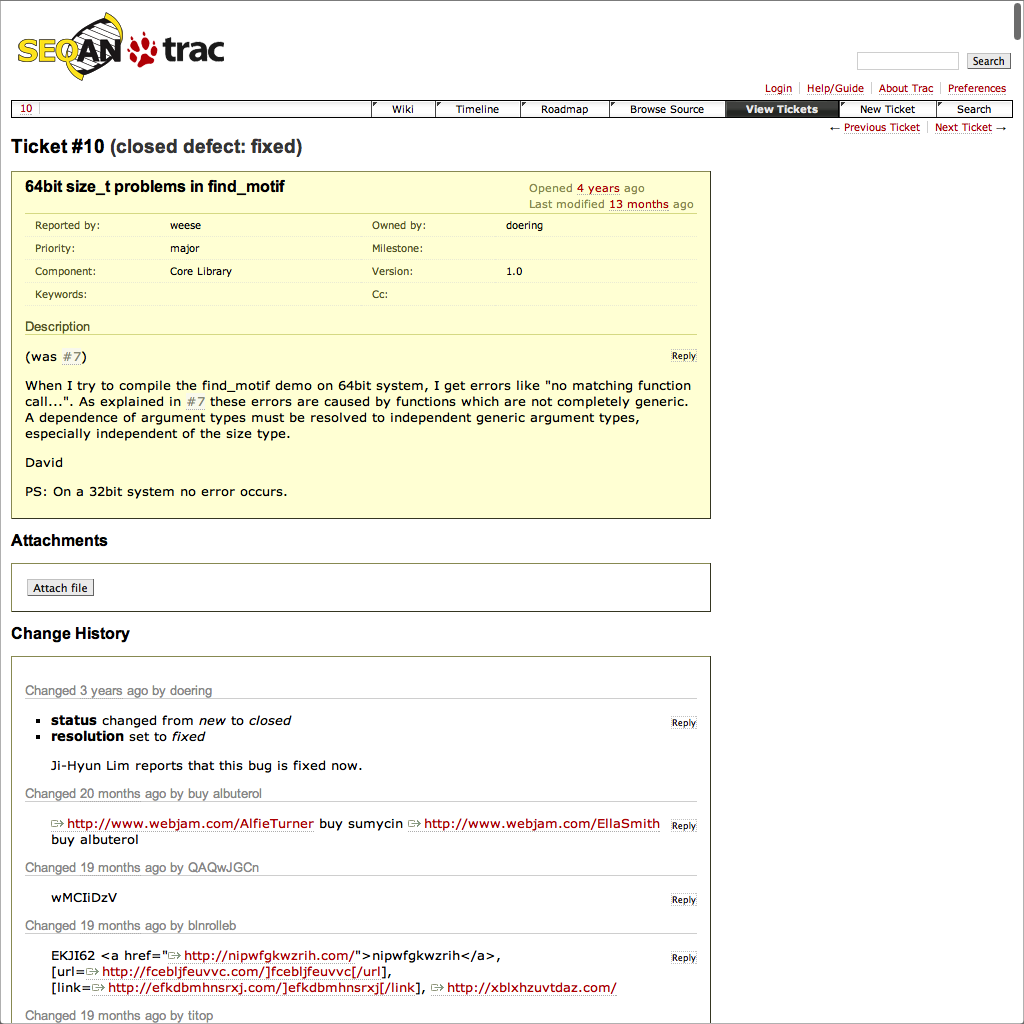 SEQAN trac
Search
Login Help/Guide About Trac Preferences
10 Wiki Timeline Roadmap Browse Source View Tickets New Ticket Search
← Previous Ticket Next Ticket →
Ticket #10 (closed defect: fixed)
64bit size_t problems in find_motif
Opened 4 years ago
Last modified 13 months ago
Reported by: weese Owned by: doering
Priority: major Milestone:
Component: Core Library Version: 1.0
Keywords: Cc:
Description
(was #7) Reply
When I try to compile the find_motif demo on 64bit system, I get errors like "no matching function
call...". As explained in #7 these errors are caused by functions which are not completely generic.
A dependence of argument types must be resolved to independent generic argument types,
especially independent of the size type.
David
PS: On a 32bit system no error occurs.
Attachments
Attach file
Change History
Changed 3 years ago by doering
status changed from new to closed Reply
resolution set to fixed
Ji-Hyun Lim reports that this bug is fixed now.
Changed 20 months ago by buy albuterol
http://www.webjam.com/AlfieTurner buy sumycin http://www.webjam.com/EllaSmith Reply
buy albuterol
Changed 19 months ago by QAQwJGCn
wMCIiDzV Reply
Changed 19 months ago by blnrolleb
EKJI62 <a href="http://nipwfgkwzrih.com/">nipwfgkwzrih</a>, Reply
[url=http://fcebljfeuvvc.com/]fcebljfeuvvc[/url],
[link=http://efkdbmhnsrxj.com/]efkdbmhnsrxj[/link], http://xblxhzuvtdaz.com/
Changed 19 months ago by titop